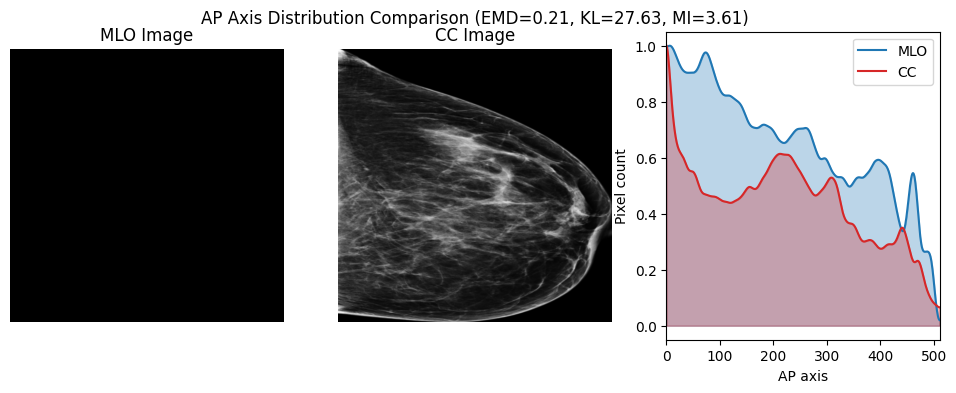 AP Axis Distribution Comparison (EMD=0.21, KL=27.63, MI=3.61)
MLO Image
CC Image
MLO
CC
Pixel count
1.0
0.8
0.6
0.4
0.2
0.0
0 100 200 300 400 500
AP axis